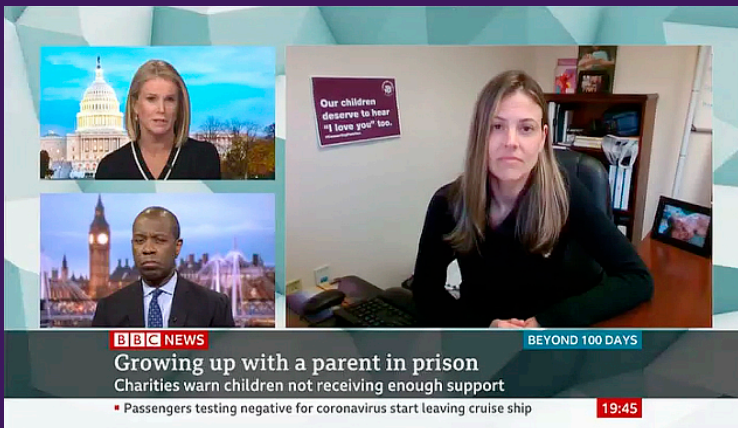 Our children
deserve to hear
"I love you" too.
BBC NEWS
BEYOND 100 DAYS
Growing up with a parent in prison
Charities warn children not receiving enough support
Passengers testing negative for coronavirus start leaving cruise ship
19:45